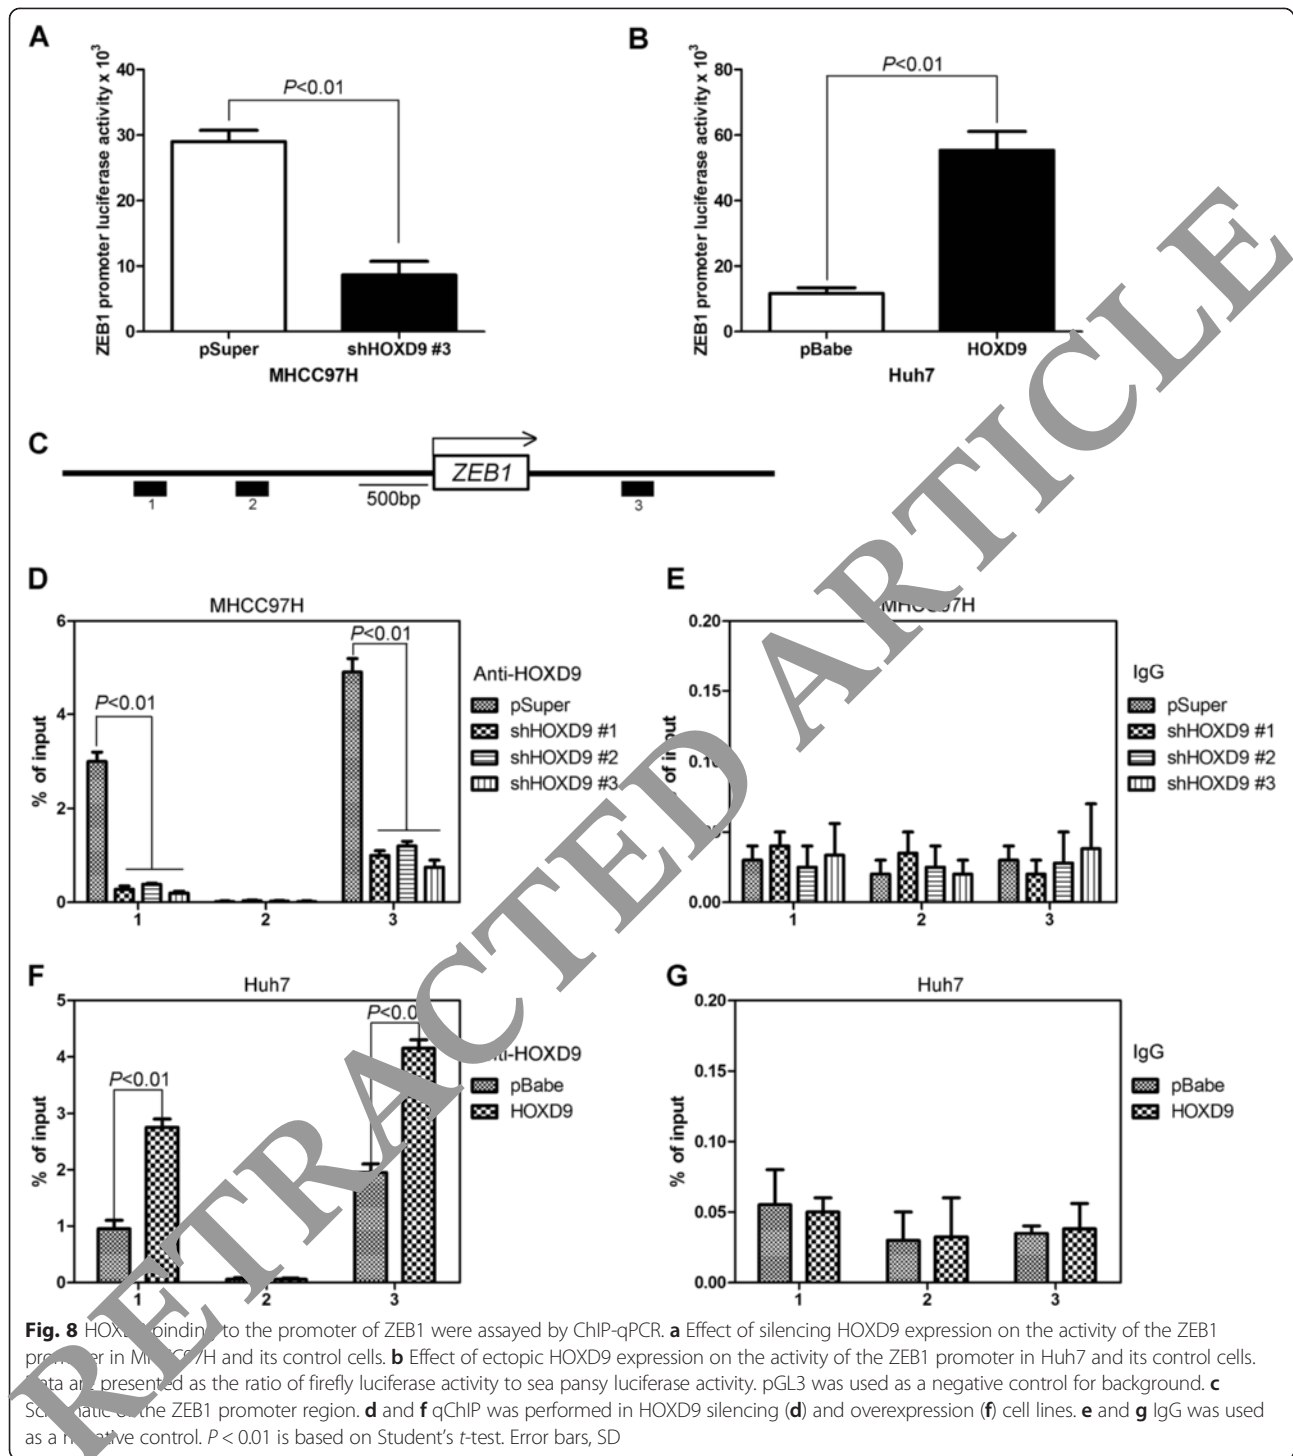 A
ZEB1 promoter luciferase activity x 10³
40
30
20
10
0
P<0.01
pSuper
shHOXD9 #3
MHCC97H
B
ZEB1 promoter luciferase activity x 10³
80
60
40
20
0
P<0.01
pBabe
HOXD9
Huh7
C
ZEB1
500bp
1
2
3
D
MHCC97H
% of input
6
4
2
0
P<0.01
P<0.01
1
2
3
Anti-HOXD9
pSuper
shHOXD9 #1
shHOXD9 #2
shHOXD9 #3
E
MHCC97H
of input
0.20
0.15
0.10
0.00
1
2
3
IgG
pSuper
shHOXD9 #1
shHOXD9 #2
shHOXD9 #3
F
Huh7
% of input
5
4
3
2
1
0
P<0.01
P<0.0
1
2
3
nti-HOXD9
pBabe
HOXD9
G
Huh7
% of input
0.20
0.15
0.10
0.05
0.00
1
2
3
IgG
pBabe
HOXD9
Fig. 8 binding to the promoter of ZEB1 were assayed by ChIP-qPCR. a Effect of silencing HOXD9 expression on the activity of the ZEB1
in and its control cells. b Effect of ectopic HOXD9 expression on the activity of the ZEB1 promoter in Huh7 and its control cells.
presented as the ratio of firefly luciferase activity to sea pansy luciferase activity. pGL3 was used as a negative control for background. c
the ZEB1 promoter region. d and f qChIP was performed in HOXD9 silencing (d) and overexpression (f) cell lines. e and g IgG was used
as a control. P < 0.01 is based on Student's t-test. Error bars, SD
RETRACTED ARTICLE